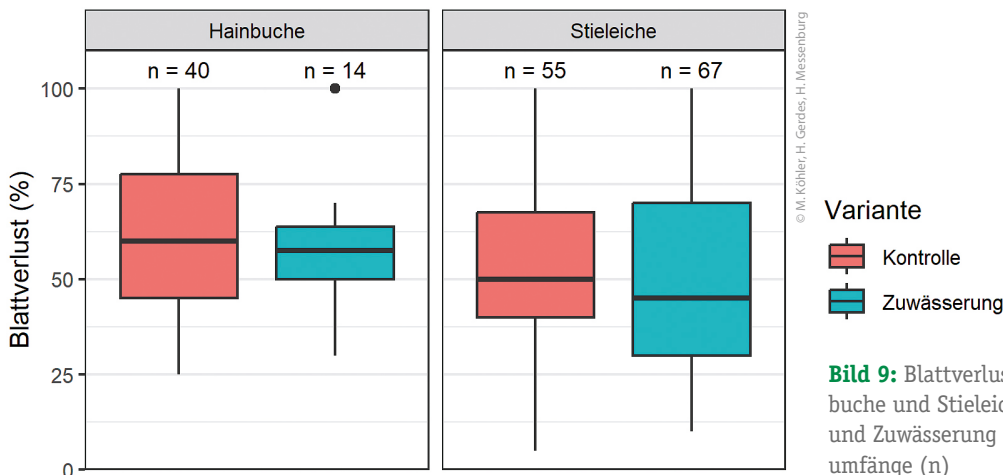 Hainbuche
Stieleiche
n = 40
n = 14
n = 55
n = 67
100
75
50
25
0
Blattverlust (%)
© M. Köhler, H. Gerdes, H. Messenburg
Variante
Kontrolle
Zuwässerung
Bild 9: Blattverlus
buche und Stieleic
und Zuwässerung
umfänge (n)